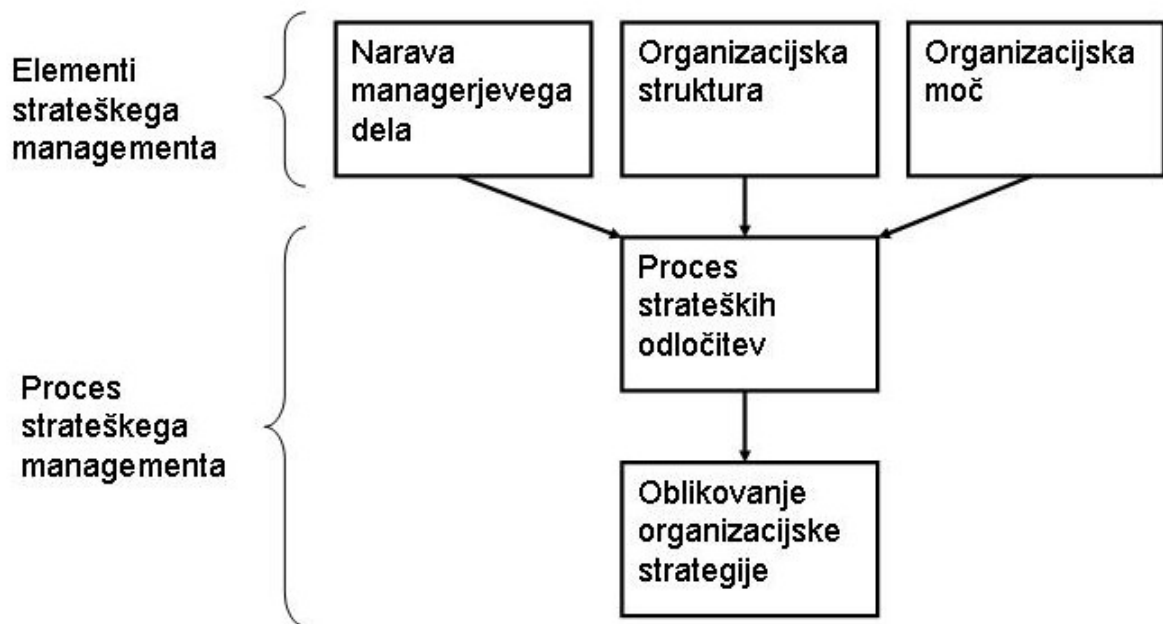 Elementi
strateškega
managementa
Narava
managerjevega
dela
Organizacijska
struktura
Organizacijska
moč
Proces
strateškega
managementa
Proces
strateških
odločitev
Oblikovanje
organizacijske
strategije